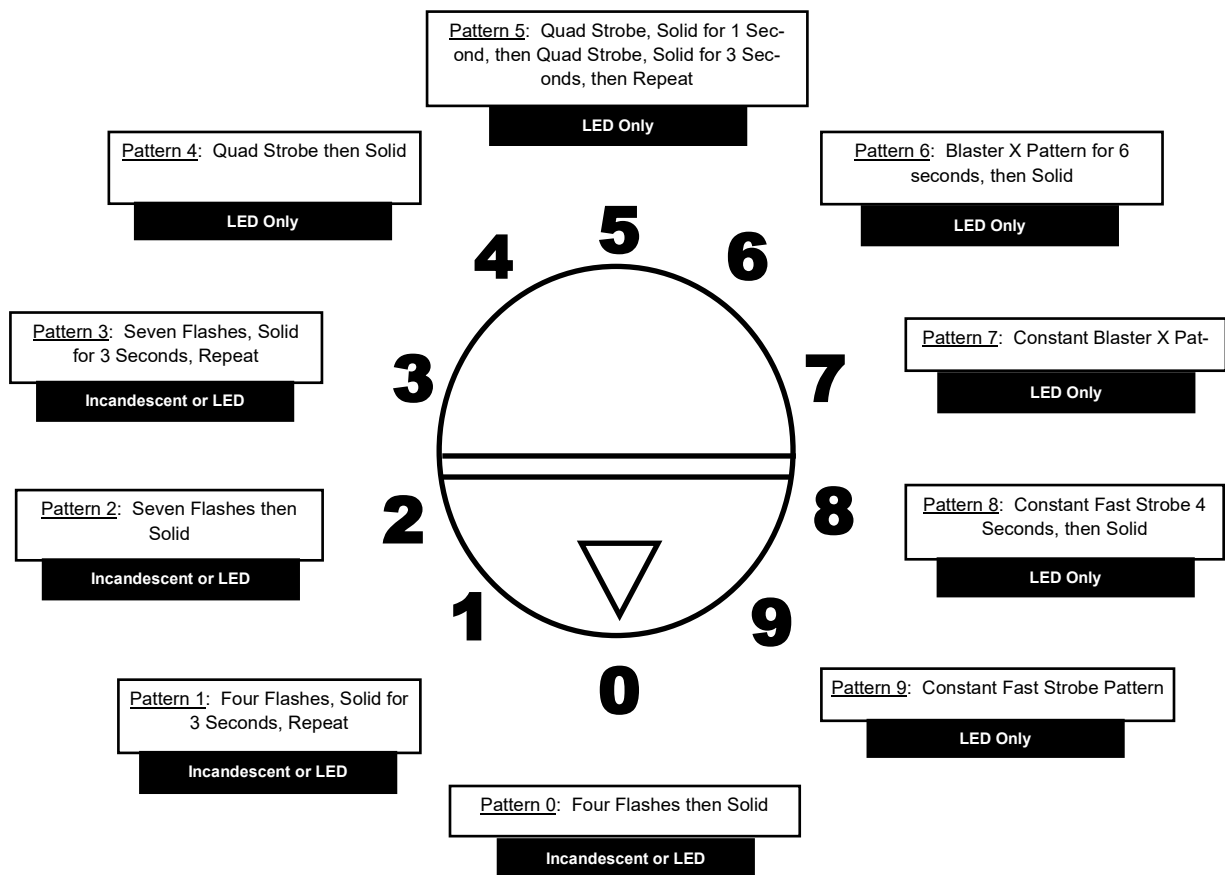 Pattern 5: Quad Strobe, Solid for 1 Sec-
ond, then Quad Strobe, Solid for 3 Sec-
onds, then Repeat
LED Only
Pattern 4: Quad Strobe then Solid
LED Only
Pattern 6: Blaster X Pattern for 6
seconds, then Solid
LED Only
5
4
6
Pattern 3: Seven Flashes, Solid
for 3 Seconds, Repeat
Incandescent or LED
3
7
Pattern 7: Constant Blaster X Pat-
LED Only
Pattern 2: Seven Flashes then
Solid
Incandescent or LED
2
8
Pattern 8: Constant Fast Strobe 4
Seconds, then Solid
LED Only
1
9
0
Pattern 1: Four Flashes, Solid for
3 Seconds, Repeat
Incandescent or LED
Pattern 9: Constant Fast Strobe Pattern
LED Only
Pattern 0: Four Flashes then Solid
Incandescent or LED